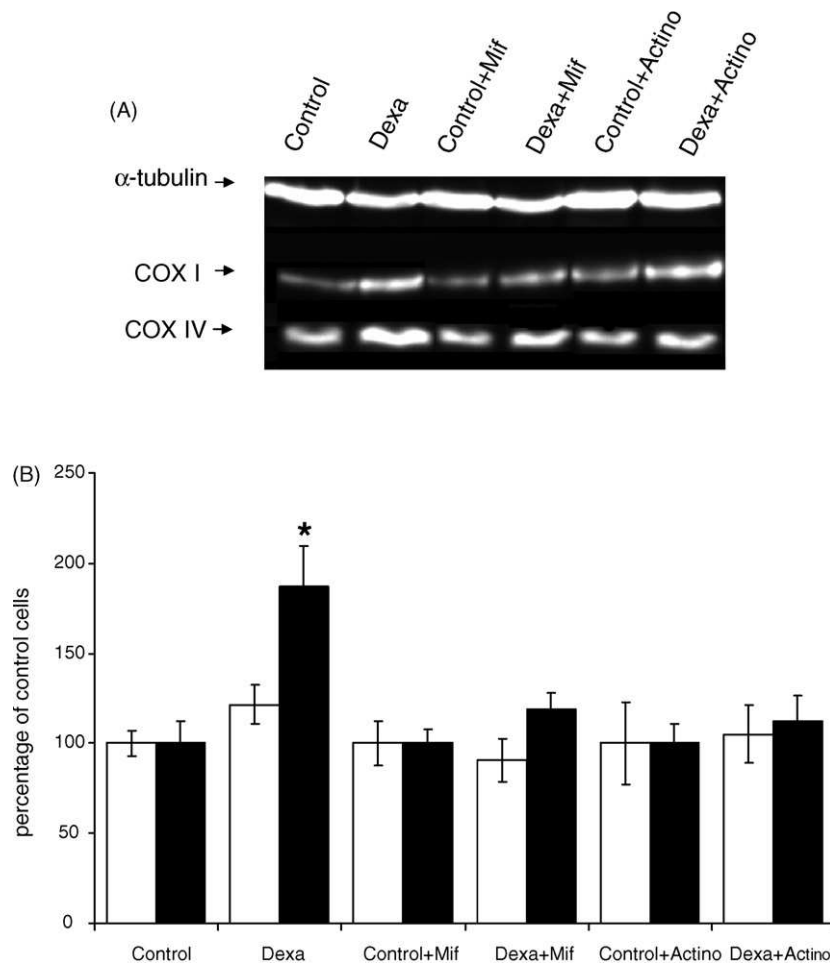 (A)
Control
Dexa
Control+Mif
Dexa+Mif
Control+Actino
Dexa+Actino
α-tubulin
COX I
COX IV
(B)
percentage of control cells
250
200
150
100
50
0
*
Control
Dexa
Control+Mif
Dexa+Mif
Control+Actino
Dexa+Actino